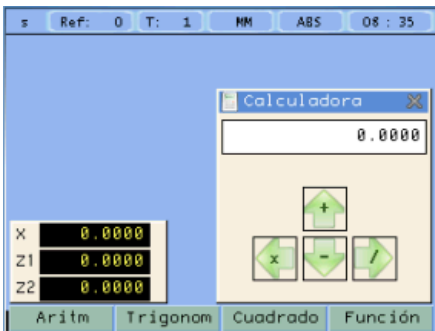 s Ref: 0 T: 1 MM ABS 08 : 35
Calculadora
0.0000
+
x - /
X 0.0000
Z1 0.0000
Z2 0.0000
Aritm Trigonom Cuadrado Función